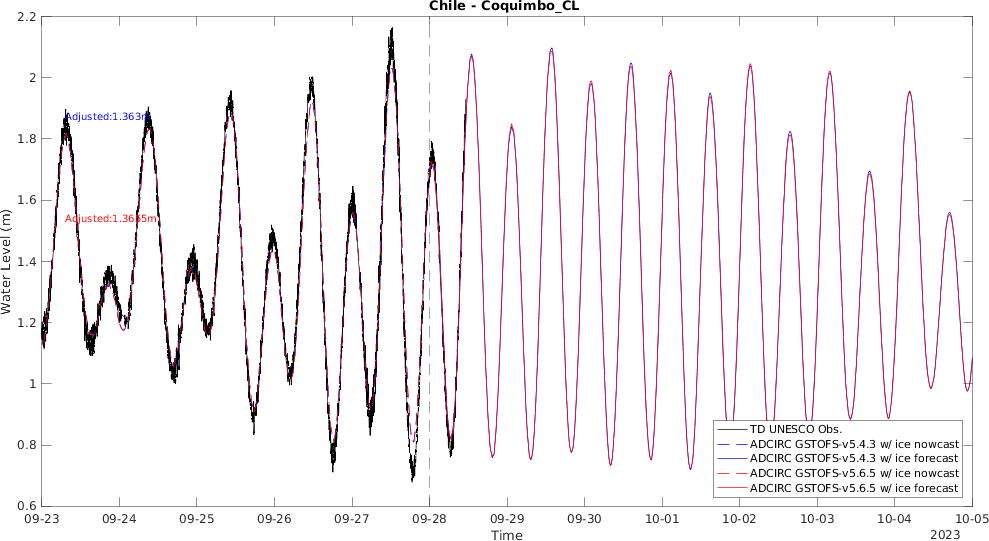 Chile - Coquimbo_CL
2.2
2
1.8
1.6
1.4
1.2
1
0.8
0.6
Water Level (m)
Adjusted:1.363m
Adjusted:1.3655m
TD UNESCO Obs.
ADCIRC GSTOFS-v5.4.3 w/ ice nowcast
ADCIRC GSTOFS-v5.4.3 w/ ice forecast
ADCIRC GSTOFS-v5.6.5 w/ ice nowcast
ADCIRC GSTOFS-v5.6.5 w/ ice forecast
09-23 09-24 09-25 09-26 09-27 09-28 09-29 09-30 10-01 10-02 10-03 10-04 10-05
Time
2023